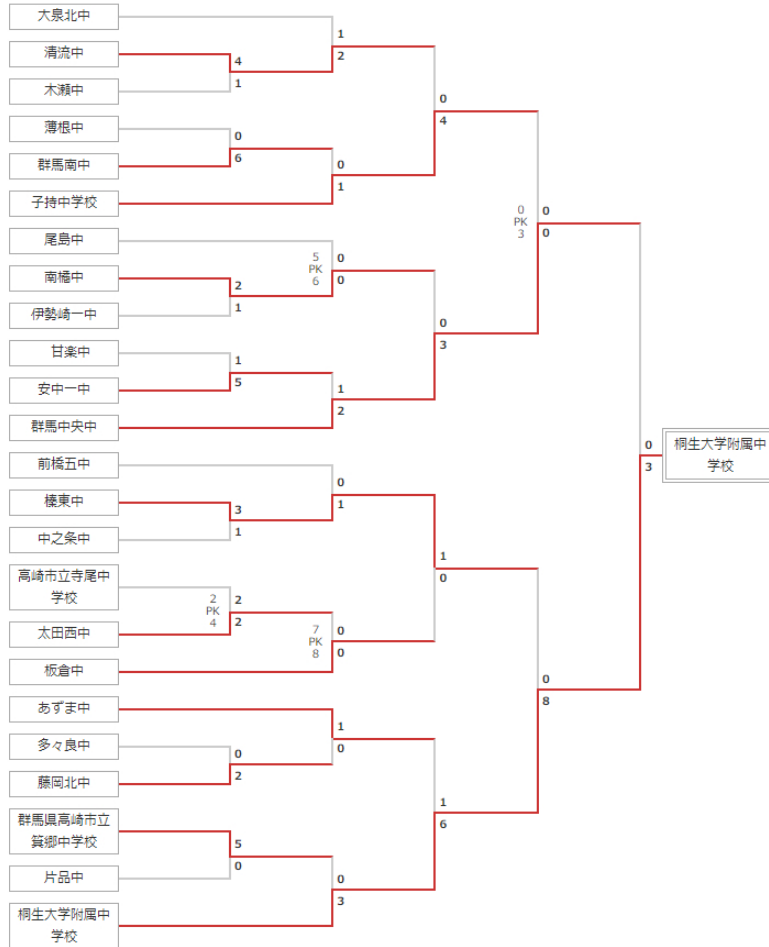 大泉北中
1
2
清流中
4
1
木瀬中
0
4
薄根中
0
6
群馬南中
0
1
子持中学校
0
PK
3
0
0
尾島中
5
PK
6
0
0
南橘中
2
1
伊勢崎一中
0
3
甘楽中
1
5
安中一中
1
2
群馬中央中
0
3
桐生大学附属中
学校
前橋五中
0
1
榛東中
3
1
中之条中
1
0
高崎市立寺尾中
学校
2
PK
4
2
2
太田西中
7
PK
8
0
0
板倉中
0
8
あずま中
1
0
多々良中
0
2
藤岡北中
1
6
群馬県高崎市立
箕郷中学校
5
0
片品中
0
3
桐生大学附属中
学校